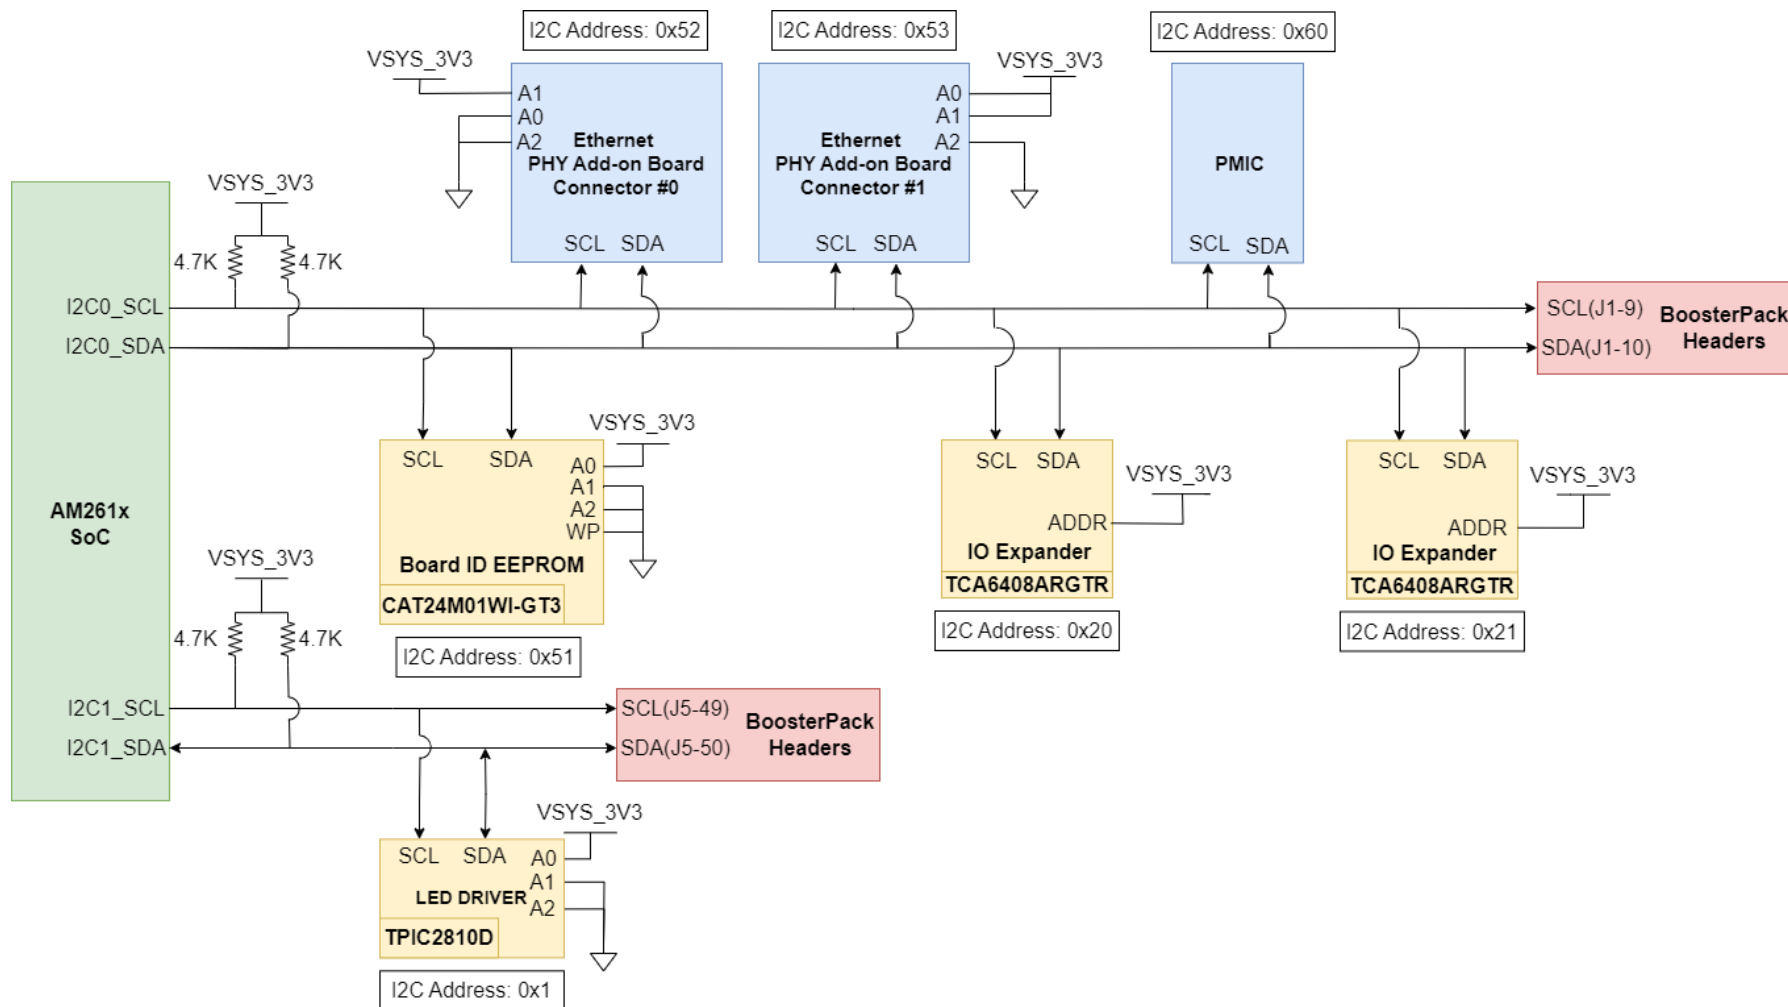 I2C Address: 0x52
I2C Address: 0x53
I2C Address: 0x60
VSYS_3V3
A1
A0
A2
Ethernet
PHY Add-on Board
Connector #0
SCL SDA
VSYS_3V3
A0
A1
A2
Ethernet
PHY Add-on Board
Connector #1
SCL SDA
PMIC
SCL SDA
VSYS_3V3
4.7K
4.7K
I2C0_SCL
I2C0_SDA
SCL(J1-9)
SDA(J1-10)
BoosterPack
Headers
AM261x
SoC
SCL SDA
VSYS_3V3
A0
A1
A2
WP
Board ID EEPROM
CAT24M01WI-GT3
I2C Address: 0x51
SCL SDA
VSYS_3V3
ADDR
IO Expander
TCA6408ARGTR
I2C Address: 0x20
SCL SDA
VSYS_3V3
ADDR
IO Expander
TCA6408ARGTR
I2C Address: 0x21
VSYS_3V3
4.7K
4.7K
I2C1_SCL
I2C1_SDA
SCL(J5-49)
SDA(J5-50)
BoosterPack
Headers
VSYS_3V3
SCL SDA
A0
A1
A2
LED DRIVER
TPIC2810D
I2C Address: 0x1